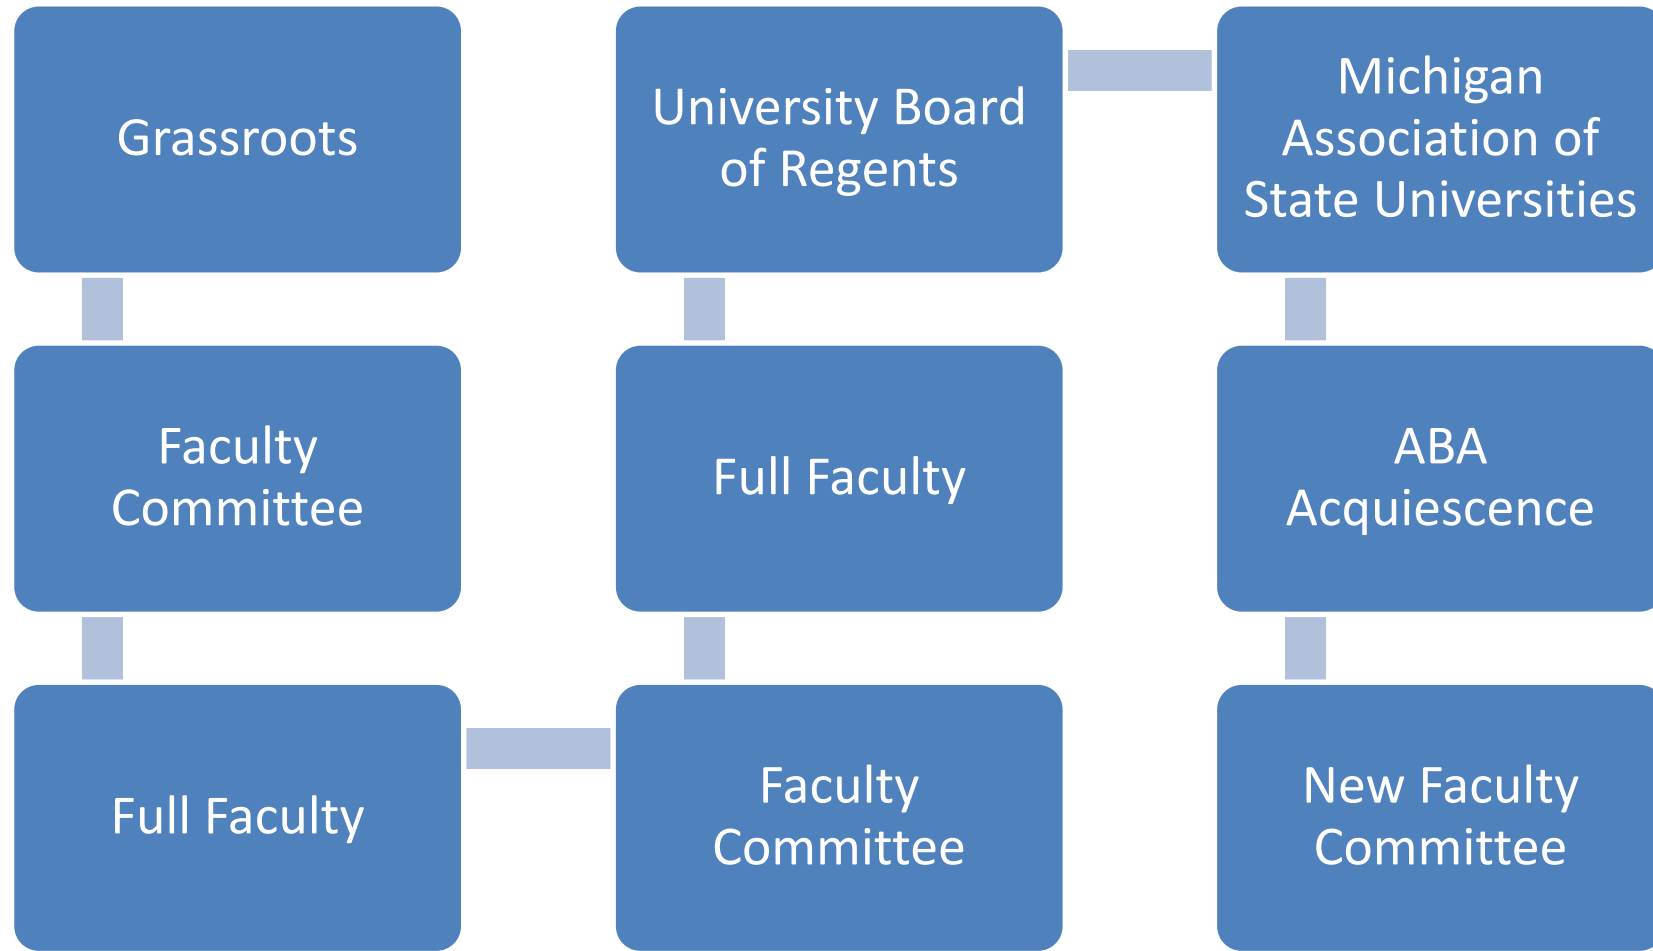 Grassroots
Faculty
Committee
Full Faculty
Faculty
Committee
Full Faculty
University Board
of Regents
Michigan
Association of
State Universities
ABA
Acquiescence
New Faculty
Committee